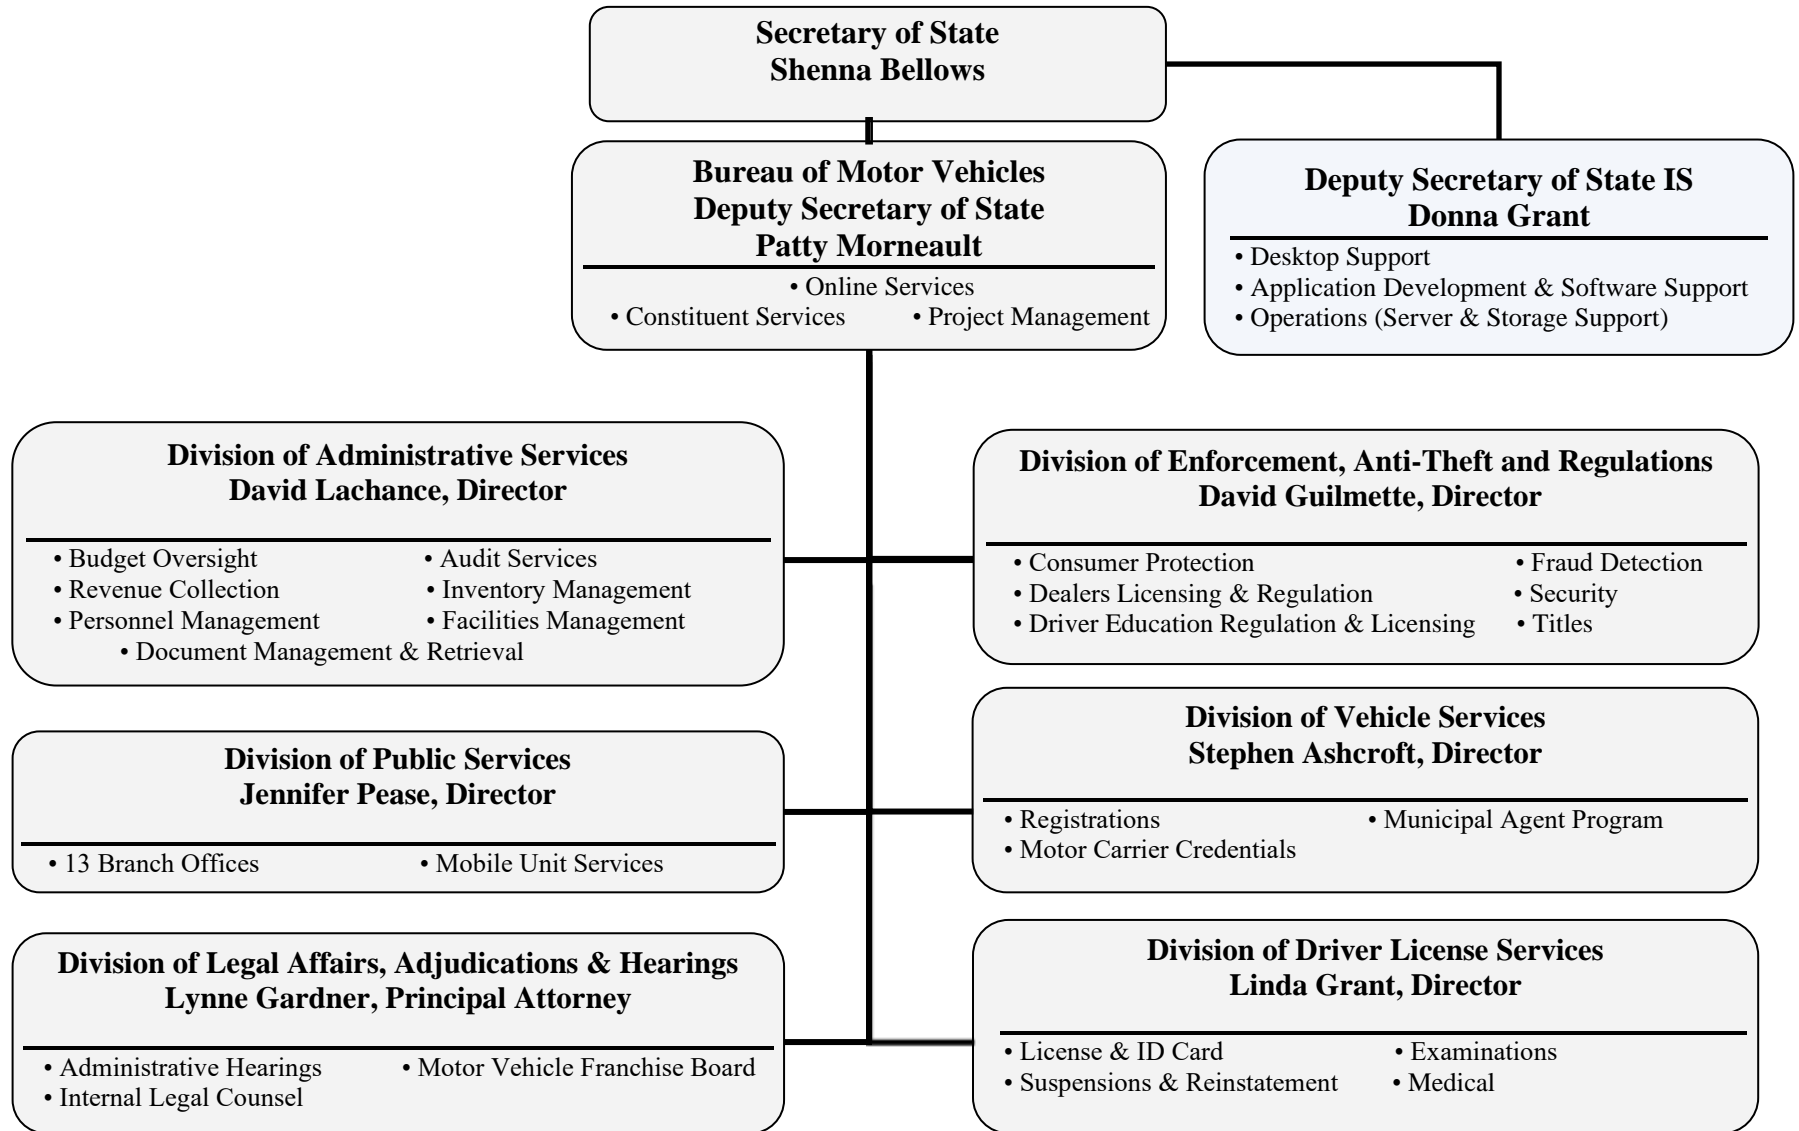 Secretary of State
Shenna Bellows
Bureau of Motor Vehicles
Deputy Secretary of State
Patty Morneault
• Online Services
• Constituent Services • Project Management
Deputy Secretary of State IS
Donna Grant
• Desktop Support
• Application Development & Software Support
• Operations (Server & Storage Support)
Division of Administrative Services
David Lachance, Director
• Budget Oversight • Audit Services
• Revenue Collection • Inventory Management
• Personnel Management • Facilities Management
• Document Management & Retrieval
Division of Enforcement, Anti-Theft and Regulations
David Guilmette, Director
• Consumer Protection • Fraud Detection
• Dealers Licensing & Regulation • Security
• Driver Education Regulation & Licensing • Titles
Division of Public Services
Jennifer Pease, Director
• 13 Branch Offices • Mobile Unit Services
Division of Vehicle Services
Stephen Ashcroft, Director
• Registrations • Municipal Agent Program
• Motor Carrier Credentials
Division of Legal Affairs, Adjudications & Hearings
Lynne Gardner, Principal Attorney
• Administrative Hearings • Motor Vehicle Franchise Board
• Internal Legal Counsel
Division of Driver License Services
Linda Grant, Director
• License & ID Card • Examinations
• Suspensions & Reinstatement • Medical